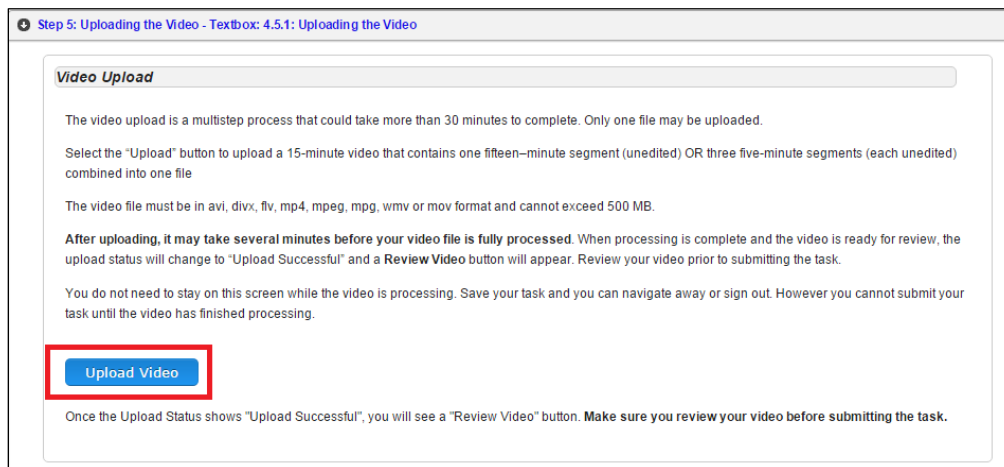 Step 5: Uploading the Video - Textbox: 4.5.1: Uploading the Video
Video Upload
The video upload is a multistep process that could take more than 30 minutes to complete. Only one file may be uploaded.
Select the “Upload” button to upload a 15-minute video that contains one fifteen–minute segment (unedited) OR three five-minute segments (each unedited)
combined into one file
The video file must be in avi, divx, flv, mp4, mpeg, mpg, wmv or mov format and cannot exceed 500 MB.
After uploading, it may take several minutes before your video file is fully processed. When processing is complete and the video is ready for review, the
upload status will change to “Upload Successful” and a Review Video button will appear. Review your video prior to submitting the task.
You do not need to stay on this screen while the video is processing. Save your task and you can navigate away or sign out. However you cannot submit your
task until the video has finished processing.
Upload Video
Once the Upload Status shows "Upload Successful", you will see a "Review Video" button. Make sure you review your video before submitting the task.